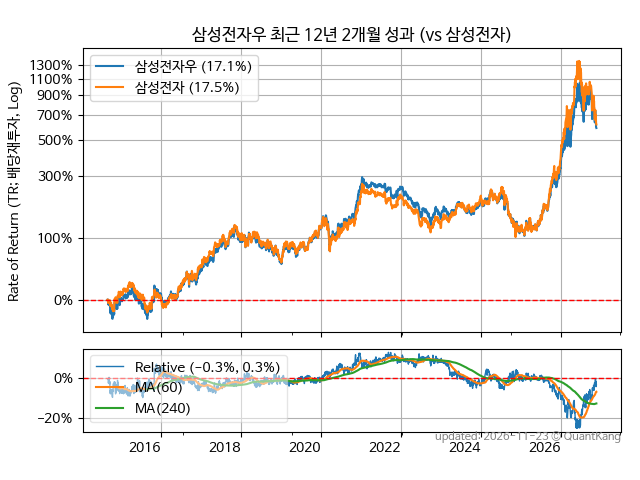 삼성전자우 최근 12년 2개월 성과 (vs 삼성전자)
Rate of Return (TR: 배당재투자, Log)
1300%
1100%
900%
700%
500%
300%
100%
0%
삼성전자우 (17.1%)
삼성전자 (17.5%)
0%
−20%
Relative (−0.3%, 0.3%)
MA(60)
MA(240)
2016
2018
2020
2022
2024
2026
updated: 2026-11-23 © QuantKang